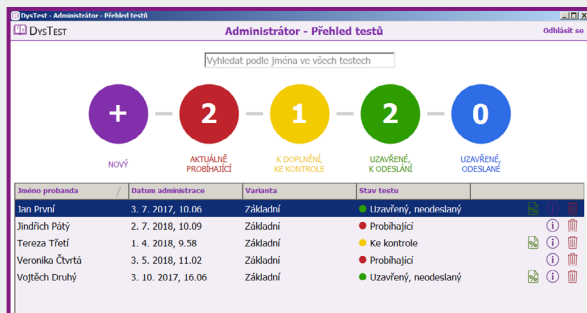 DysTest - Administrátor - Přehled testů
DysTest
Administrátor - Přehled testů
Odhlásit se
Vyhledat podle jména ve všech testech
+ 2 1 2 0
NOVÝ
AKTUÁLNĚ
PROBÍHAJÍCÍ
K DOPLNĚNÍ,
KE KONTROLE
UZAVŘENÉ,
K ODESLÁNÍ
UZAVŘENÉ,
ODESLANÉ
Jméno probanda / Datum administrace Varianta Stav testu
Jan První 3. 7. 2017, 10.06 Základní Uzavřený, neodeslaný
Jindřich Pátý 2. 7. 2018, 10.09 Základní Probíhající
Tereza Třetí 1. 4. 2018, 9.58 Základní Ke kontrole
Veronika Čtvrtá 3. 5. 2018, 11.02 Základní Probíhající
Vojtěch Druhý 3. 10. 2017, 16.06 Základní Uzavřený, neodeslaný